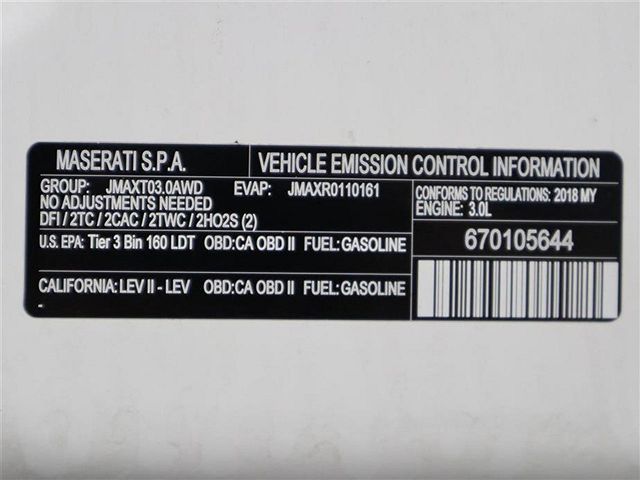 MASERATI S.P.A. VEHICLE EMISSION CONTROL INFORMATION
GROUP: JMAXT03.0AWD EVAP: JMAXR0110161
NO ADJUSTMENTS NEEDED
DFI / 2TC / 2CAC / 2TWC / 2HO2S (2)
U.S. EPA: Tier 3 Bin 160 LDT OBD:CA OBD II FUEL:GASOLINE
CALIFORNIA: LEV II - LEV OBD:CA OBD II FUEL:GASOLINE
CONFORMS TO REGULATIONS: 2018 MY
ENGINE: 3.0L
670105644